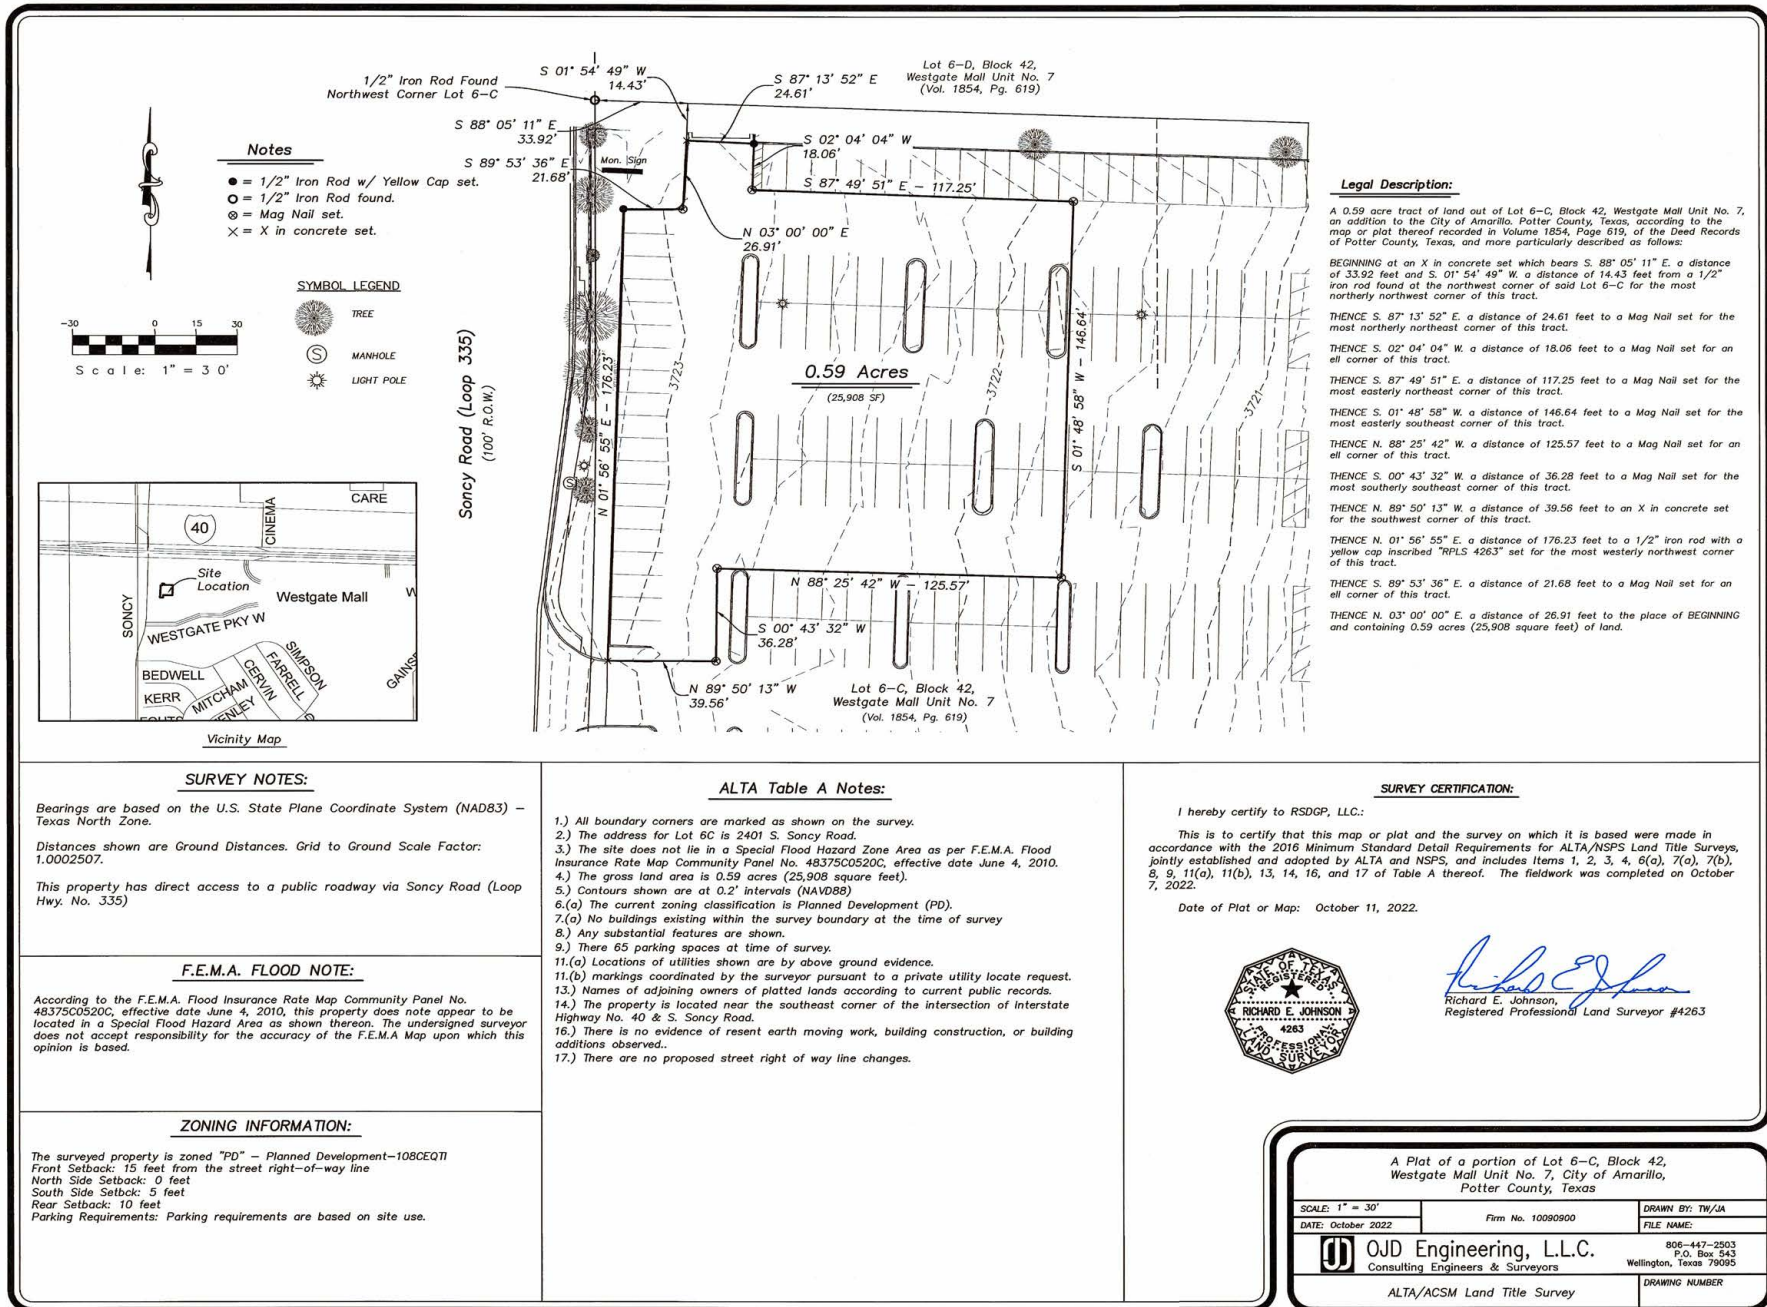 1/2" Iron Rod Found
Northwest Corner Lot 6-C
S 01° 54' 49" W
14.43'
S 87° 13' 52" E
24.61'
Lot 6-D, Block 42,
Westgate Mall Unit No. 7
(Vol. 1854, Pg. 619)
S 88° 05' 11" E
33.92'
S 89° 53' 36" E
21.68'
Mon. Sign
S 02° 04' 04" W
18.06'
S 87° 49' 51" E - 117.25'
N 03° 00' 00" E
26.91'
Notes
= 1/2" Iron Rod w/ Yellow Cap set.
= 1/2" Iron Rod found.
= Mag Nail set.
= X in concrete set.
SYMBOL LEGEND
TREE
S MANHOLE
LIGHT POLE
-30 0 15 30
Scale: 1" = 30'
Soncy Road (Loop 335)
(100' R.O.W.)
N 01° 56' 55" E - 176.23'
3723
0.59 Acres
(25,908 SF)
3722
S 01° 48' 58" W - 146.64'
3721
S
N 88° 25' 42" W - 125.57'
S 00° 43' 32" W
36.28'
N 89° 50' 13" W
39.56'
Lot 6-C, Block 42,
Westgate Mall Unit No. 7
(Vol. 1854, Pg. 619)
CARE
CINEMA
40
Site
Location
Westgate Mall
W
SONCY
WESTGATE PKY W
BEDWELL
KERR
MITCHAM
CERVIN
FARRELL
SIMPSON
Vicinity Map
Legal Description:
A 0.59 acre tract of land out of Lot 6-C, Block 42, Westgate Mall Unit No. 7,
an addition to the City of Amarillo, Potter County, Texas, according to the
map or plat thereof recorded in Volume 1854, Page 619, of the Deed Records
of Potter County, Texas, and more particularly described as follows:
BEGINNING at an X in concrete set which bears S. 88° 05' 11" E. a distance
of 33.92 feet and S. 01° 54' 49" W. a distance of 14.43 feet from a 1/2"
iron rod found at the northwest corner of said Lot 6-C for the most
northerly northwest corner of this tract.
THENCE S. 87° 13' 52" E. a distance of 24.61 feet to a Mag Nail set for the
most northerly northeast corner of this tract.
THENCE S. 02° 04' 04" W. a distance of 18.06 feet to a Mag Nail set for an
ell corner of this tract.
THENCE S. 87° 49' 51" E. a distance of 117.25 feet to a Mag Nail set for the
most easterly northeast corner of this tract.
THENCE S. 01° 48' 58" W. a distance of 146.64 feet to a Mag Nail set for the
most easterly southeast corner of this tract.
THENCE N. 88° 25' 42" W. a distance of 125.57 feet to a Mag Nail set for an
ell corner of this tract.
THENCE S. 00° 43' 32" W. a distance of 36.28 feet to a Mag Nail set for the
most southerly southeast corner of this tract.
THENCE N. 89° 50' 13" W. a distance of 39.56 feet to an X in concrete set
for the southwest corner of this tract.
THENCE N. 01° 56' 55" E. a distance of 176.23 feet to a 1/2" iron rod with a
yellow cap inscribed "RPLS 4263" set for the most westerly northwest corner
of this tract.
THENCE S. 89° 53' 36" E. a distance of 21.68 feet to a Mag Nail set for an
ell corner of this tract.
THENCE N. 03° 00' 00" E. a distance of 26.91 feet to the place of BEGINNING
and containing 0.59 acres (25,908 square feet) of land.
SURVEY NOTES:
Bearings are based on the U.S. State Plane Coordinate System (NAD83) -
Texas North Zone.
Distances shown are Ground Distances. Grid to Ground Scale Factor:
1.0002507.
This property has direct access to a public roadway via Soncy Road (Loop
Hwy. No. 335)
F.E.M.A. FLOOD NOTE:
According to the F.E.M.A. Flood Insurance Rate Map Community Panel No.
48375C0520C, effective date June 4, 2010, this property does note appear to be
located in a Special Flood Hazard Area as shown thereon. The undersigned surveyor
does not accept responsibility for the accuracy of the F.E.M.A Map upon which this
opinion is based.
ZONING INFORMATION:
The surveyed property is zoned "PD" - Planned Development-108CEQTI
Front Setback: 15 feet from the street right-of-way line
North Side Setback: 0 feet
South Side Setbck: 5 feet
Rear Setback: 10 feet
Parking Requirements: Parking requirements are based on site use.
ALTA Table A Notes:
1.) All boundary corners are marked as shown on the survey.
2.) The address for Lot 6C is 2401 S. Soncy Road.
3.) The site does not lie in a Special Flood Hazard Zone Area as per F.E.M.A. Flood
Insurance Rate Map Community Panel No. 48375C0520C, effective date June 4, 2010.
4.) The gross land area is 0.59 acres (25,908 square feet).
5.) Contours shown are at 0.2' intervals (NAVD88)
6.(a) The current zoning classification is Planned Development (PD).
7.(a) No buildings existing within the survey boundary at the time of survey
8.) Any substantial features are shown.
9.) There 65 parking spaces at time of survey.
11.(a) Locations of utilities shown are by above ground evidence.
11.(b) markings coordinated by the surveyor pursuant to a private utility locate request.
13.) Names of adjoining owners of platted lands according to current public records.
14.) The property is located near the southeast corner of the intersection of Interstate
Highway No. 40 & S. Soncy Road.
16.) There is no evidence of resent earth moving work, building construction, or building
additions observed..
17.) There are no proposed street right of way line changes.
SURVEY CERTIFICATION:
I hereby certify to RSDGP, LLC.:
This is to certify that this map or plat and the survey on which it is based were made in
accordance with the 2016 Minimum Standard Detail Requirements for ALTA/NSPS Land Title Surveys,
jointly established and adopted by ALTA and NSPS, and includes Items 1, 2, 3, 4, 6(a), 7(a), 7(b),
8, 9, 11(a), 11(b), 13, 14, 16, and 17 of Table A thereof. The fieldwork was completed on October
7, 2022.
Date of Plat or Map: October 11, 2022.
STATE OF TEXAS
REGISTERED
RICHARD E. JOHNSON
4263
PROFESSIONAL
LAND SURVEYOR
Richard E Johnson
Richard E. Johnson,
Registered Professional Land Surveyor #4263
A Plat of a portion of Lot 6-C, Block 42,
Westgate Mall Unit No. 7, City of Amarillo,
Potter County, Texas
SCALE: 1" = 30'
DATE: October 2022
Firm No. 10090900
DRAWN BY: TW/JA
FILE NAME:
OJD Engineering, L.L.C.
Consulting Engineers & Surveyors
806-447-2503
P.O. Box 543
Wellington, Texas 79095
ALTA/ACSM Land Title Survey
DRAWING NUMBER